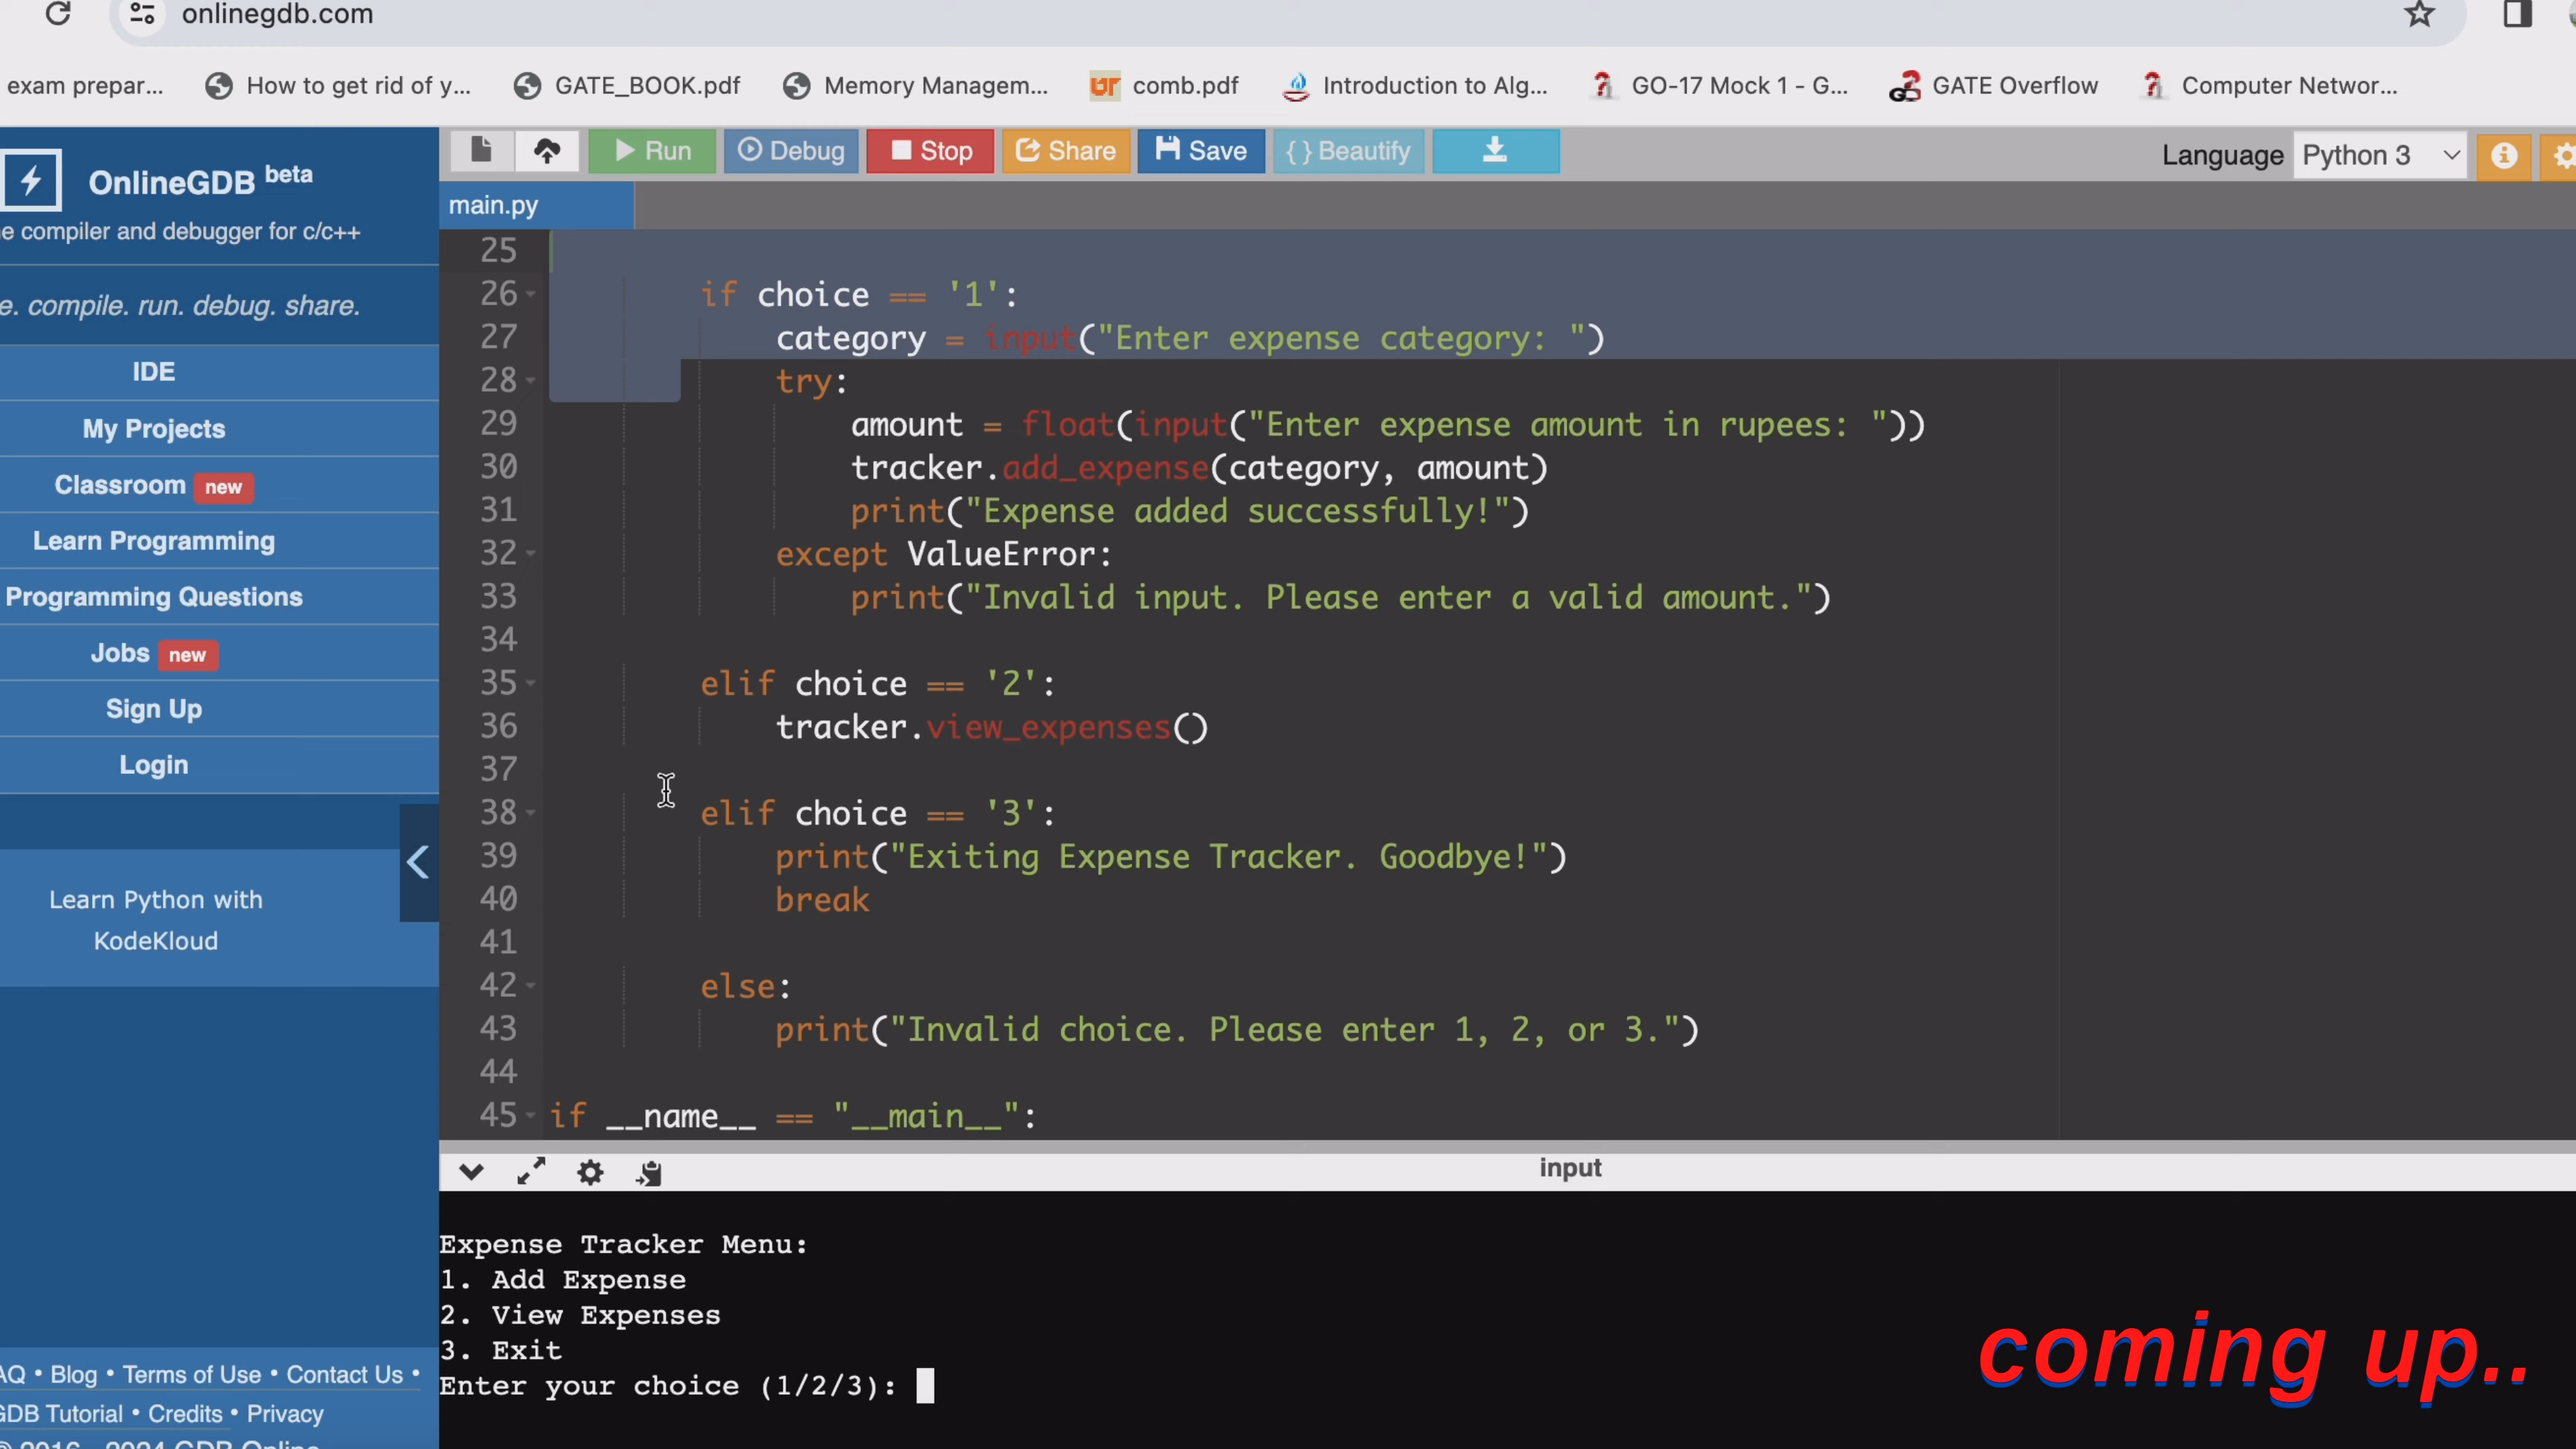 onlinegdb.com
exam prepar...
How to get rid of y...
GATE_BOOK.pdf
Memory Managem...
comb.pdf
Introduction to Alg...
GO-17 Mock 1 - G...
GATE Overflow
Computer Networ...
Run
Debug
Stop
Share
Save
{ } Beautify
Language
Python 3
OnlineGDB beta
e compiler and debugger for c/c++
e. compile. run. debug. share.
IDE
My Projects
Classroom new
Learn Programming
Programming Questions
Jobs new
Sign Up
Login
Learn Python with
KodeKloud
AQ • Blog • Terms of Use • Contact Us •
GDB Tutorial • Credits • Privacy
© 2016 - 2024 GDB Online
main.py
25
26 if choice == '1':
27 category = input("Enter expense category: ")
28 try:
29 amount = float(input("Enter expense amount in rupees: "))
30 tracker.add_expense(category, amount)
31 print("Expense added successfully!")
32 except ValueError:
33 print("Invalid input. Please enter a valid amount.")
34
35 elif choice == '2':
36 tracker.view_expenses()
37
38 elif choice == '3':
39 print("Exiting Expense Tracker. Goodbye!")
40 break
41
42 else:
43 print("Invalid choice. Please enter 1, 2, or 3.")
44
45 if __name__ == "__main__":
input
Expense Tracker Menu:
1. Add Expense
2. View Expenses
3. Exit
Enter your choice (1/2/3):
coming up..